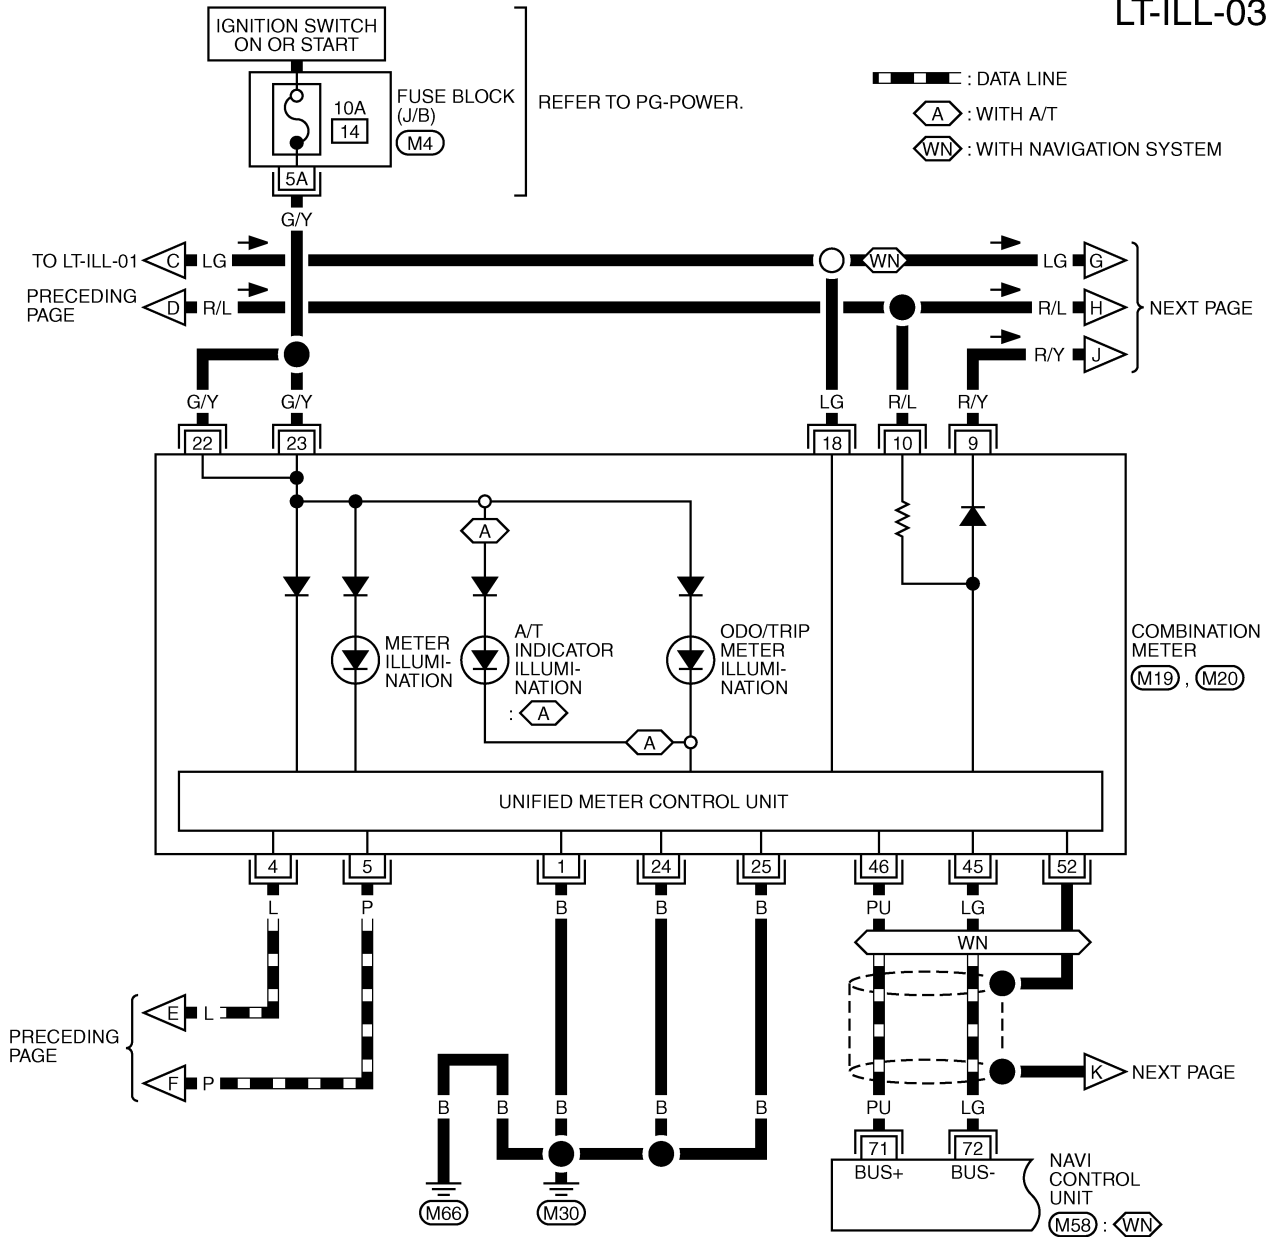 LT-ILL-03
IGNITION SWITCH
ON OR START
10A
14
FUSE BLOCK
(J/B)
M4
REFER TO PG-POWER.
: DATA LINE
A : WITH A/T
WN : WITH NAVIGATION SYSTEM
5A
G/Y
TO LT-ILL-01
C
LG
WN
LG
G
PRECEDING
PAGE
D
R/L
R/L
H
NEXT PAGE
R/Y
J
G/Y
G/Y
LG
R/L
R/Y
22
23
18
10
9
A
METER
ILLUMI-
NATION
A/T
INDICATOR
ILLUMI-
NATION
: A
ODO/TRIP
METER
ILLUMI-
NATION
A
COMBINATION
METER
M19 , M20
UNIFIED METER CONTROL UNIT
4
5
1
24
25
46
45
52
L
P
B
B
B
PU
LG
WN
PRECEDING
PAGE
E
L
F
P
K
NEXT PAGE
B
B
B
B
B
PU
LG
71
72
BUS+
BUS-
NAVI
CONTROL
UNIT
M58 : WN
M66
M30